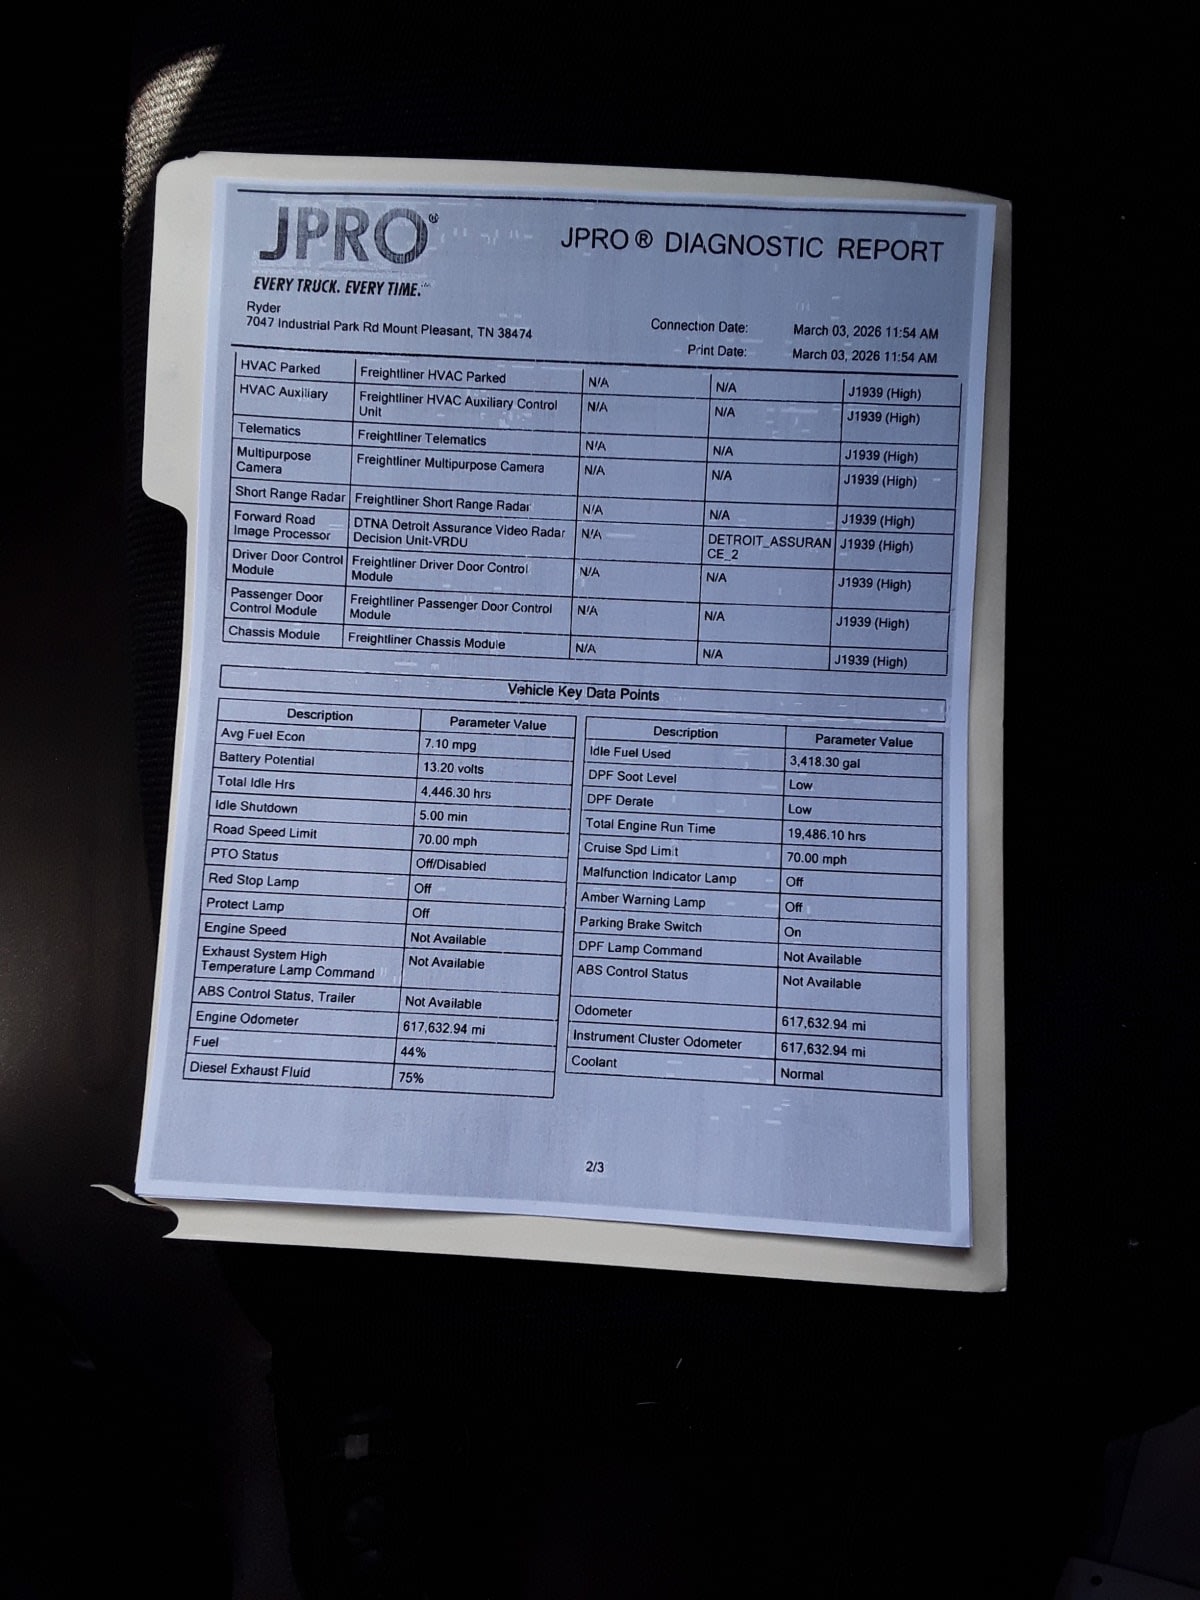 JPRO®
JPRO® DIAGNOSTIC REPORT
EVERY TRUCK. EVERY TIME.™
Ryder
7047 Industrial Park Rd Mount Pleasant, TN 38474
Connection Date: March 03, 2026 11:54 AM
Print Date: March 03, 2026 11:54 AM
HVAC Parked Freightliner HVAC Parked N/A N/A J1939 (High)
HVAC Auxiliary Freightliner HVAC Auxiliary Control N/A N/A J1939 (High)
Unit
Telematics Freightliner Telematics N/A N/A J1939 (High)
Multipurpose Freightliner Multipurpose Camera N/A N/A J1939 (High)
Camera
Short Range Radar Freightliner Short Range Radar N/A N/A J1939 (High)
Forward Road DTNA Detroit Assurance Video Radar N/A DETROIT_ASSURAN J1939 (High)
Image Processor Decision Unit-VRDU CE_2
Driver Door Control Freightliner Driver Door Control N/A N/A J1939 (High)
Module Module
Passenger Door Freightliner Passenger Door Control N/A N/A J1939 (High)
Control Module Module
Chassis Module Freightliner Chassis Module N/A N/A J1939 (High)
Vehicle Key Data Points
Description Parameter Value
Avg Fuel Econ 7.10 mpg
Battery Potential 13.20 volts
Total Idle Hrs 4,446.30 hrs
Idle Shutdown 5.00 min
Road Speed Limit 70.00 mph
PTO Status Off/Disabled
Red Stop Lamp Off
Protect Lamp Off
Engine Speed Not Available
Exhaust System High Not Available
Temperature Lamp Command
ABS Control Status, Trailer Not Available
Engine Odometer 617,632.94 mi
Fuel 44%
Diesel Exhaust Fluid 75%
Description Parameter Value
Idle Fuel Used 3,418.30 gal
DPF Soot Level Low
DPF Derate Low
Total Engine Run Time 19,486.10 hrs
Cruise Spd Limit 70.00 mph
Malfunction Indicator Lamp Off
Amber Warning Lamp Off
Parking Brake Switch On
DPF Lamp Command Not Available
ABS Control Status Not Available
Odometer 617,632.94 mi
Instrument Cluster Odometer 617,632.94 mi
Coolant Normal
2/3